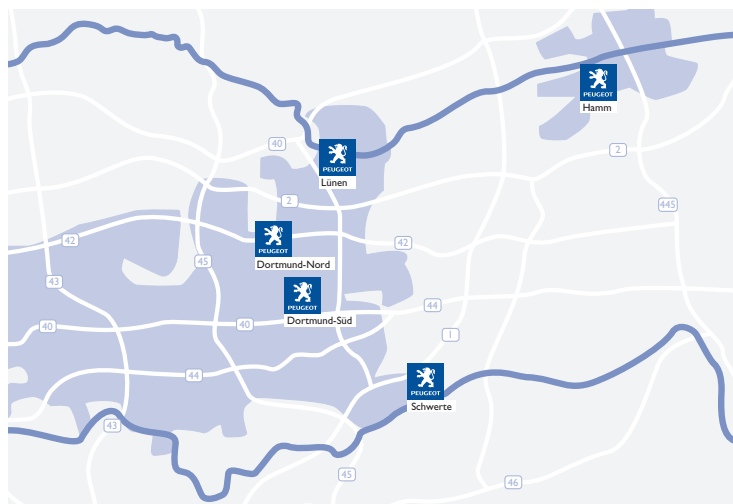 PEUGEOT
Hamm
40
PEUGEOT
Lünen
2
2
445
42
PEUGEOT
Dortmund-Nord
42
45
43
PEUGEOT
Dortmund-Süd
44
40
40
1
44
PEUGEOT
Schwerte
43
45
46